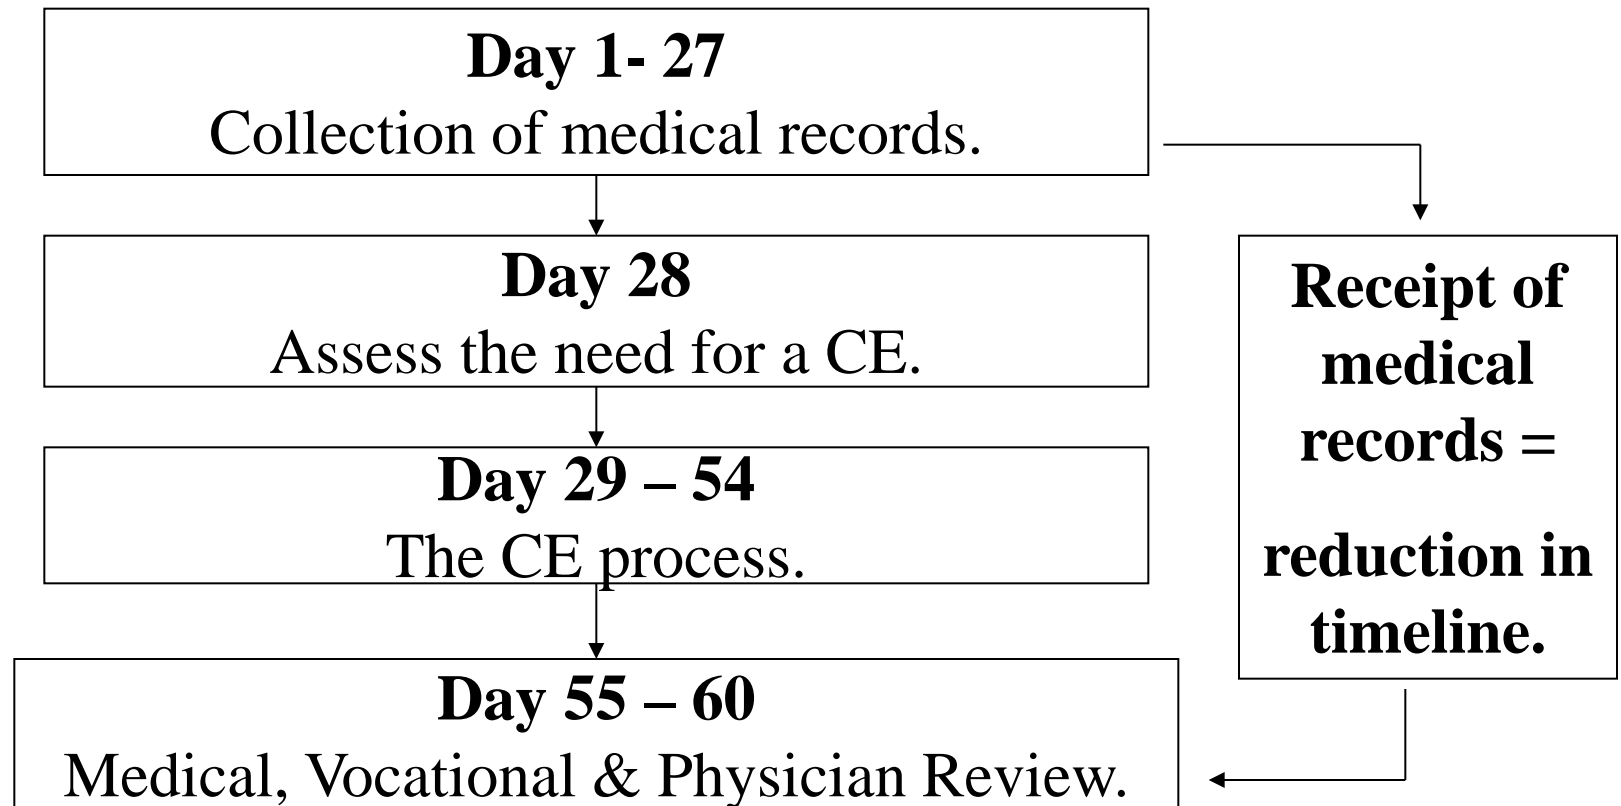 Day 1- 27
Collection of medical records.
Day 28
Assess the need for a CE.
Day 29 – 54
The CE process.
Day 55 – 60
Medical, Vocational & Physician Review.
Receipt of
medical
records =
reduction in
timeline.